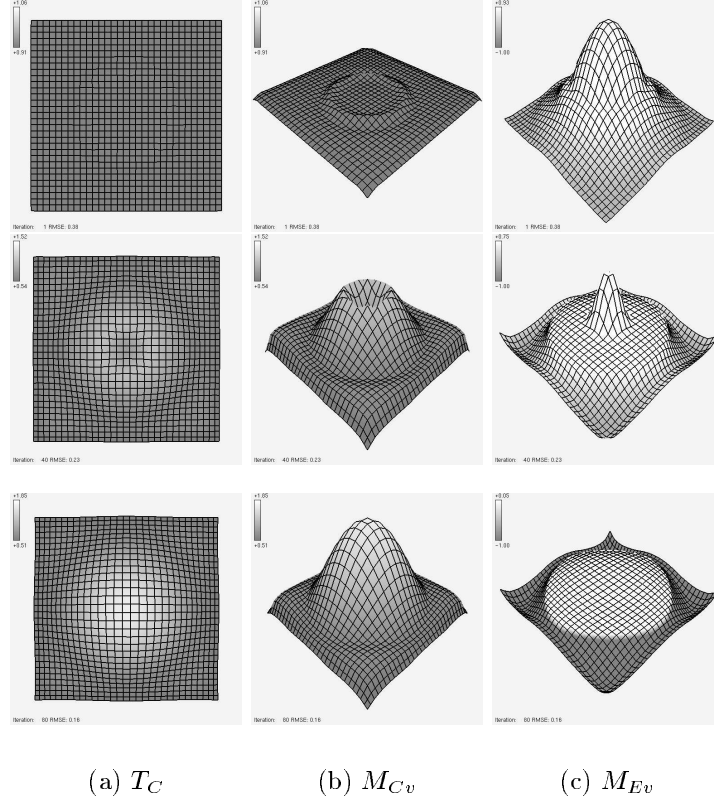 +1.06
+0.91
Iteration: 1 RMSE: 0.38
+1.06
+0.91
Iteration: 1 RMSE: 0.38
+0.93
-1.00
Iteration: 1 RMSE: 0.38
+1.52
+0.54
Iteration: 40 RMSE: 0.23
+1.52
+0.54
Iteration: 40 RMSE: 0.23
+0.75
-1.00
Iteration: 40 RMSE: 0.23
+1.85
+0.51
Iteration: 60 RMSE: 0.16
+1.85
+0.51
Iteration: 60 RMSE: 0.16
+0.05
-1.00
Iteration: 60 RMSE: 0.16
(a) T_C (b) M_{Cv} (c) M_{Ev}